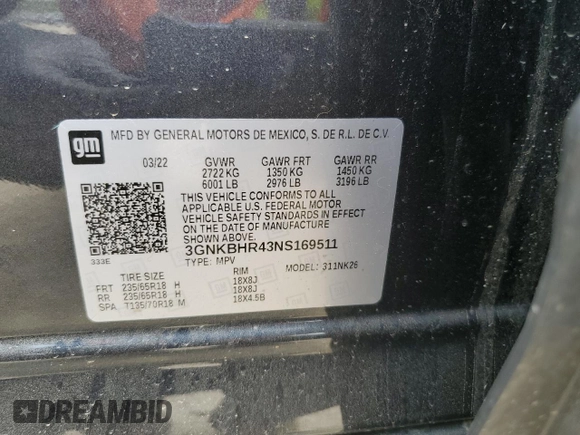 gm
MFD BY GENERAL MOTORS DE MEXICO, S. DE R.L. DE C.V.
03/22 GVWR GAWR FRT GAWR RR
2722 KG 1350 KG 1450 KG
6001 LB 2976 LB 3196 LB
THIS VEHICLE CONFORMS TO ALL
APPLICABLE U.S. FEDERAL MOTOR
VEHICLE SAFETY STANDARDS IN EFFECT
ON THE DATE OF MANUFACTURE
SHOWN ABOVE.
333E 3GNKBHR43NS169511
TYPE: MPV
TIRE SIZE RIM MODEL: 311NK26
FRT 235/65R18 H 18X8J
RR 235/65R18 H 18X8J
SPA T135/70R18 M 18X4.5B
DREAMBID